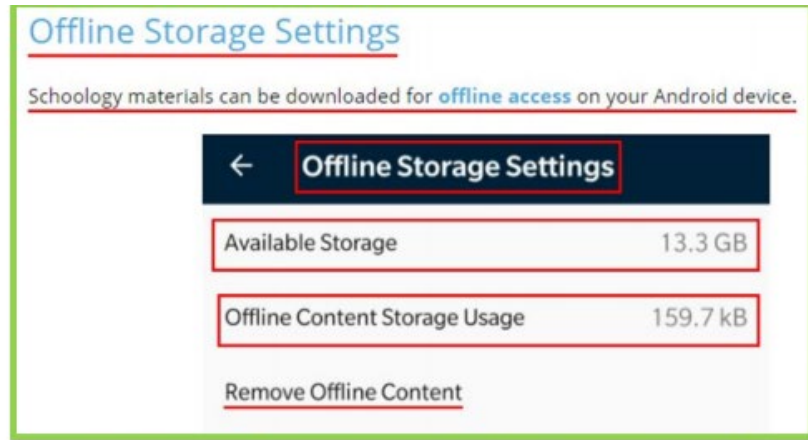 Offline Storage Settings
Schoology materials can be downloaded for offline access on your Android device.
Offline Storage Settings
Available Storage 13.3 GB
Offline Content Storage Usage 159.7 kB
Remove Offline Content